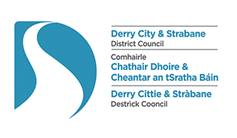 Derry City & Strabane
District Council
Comhairle
Chathair Dhoire &
Cheantar an tSratha Báin
Derry Cittie & Stràbane
Destrick Cooncil